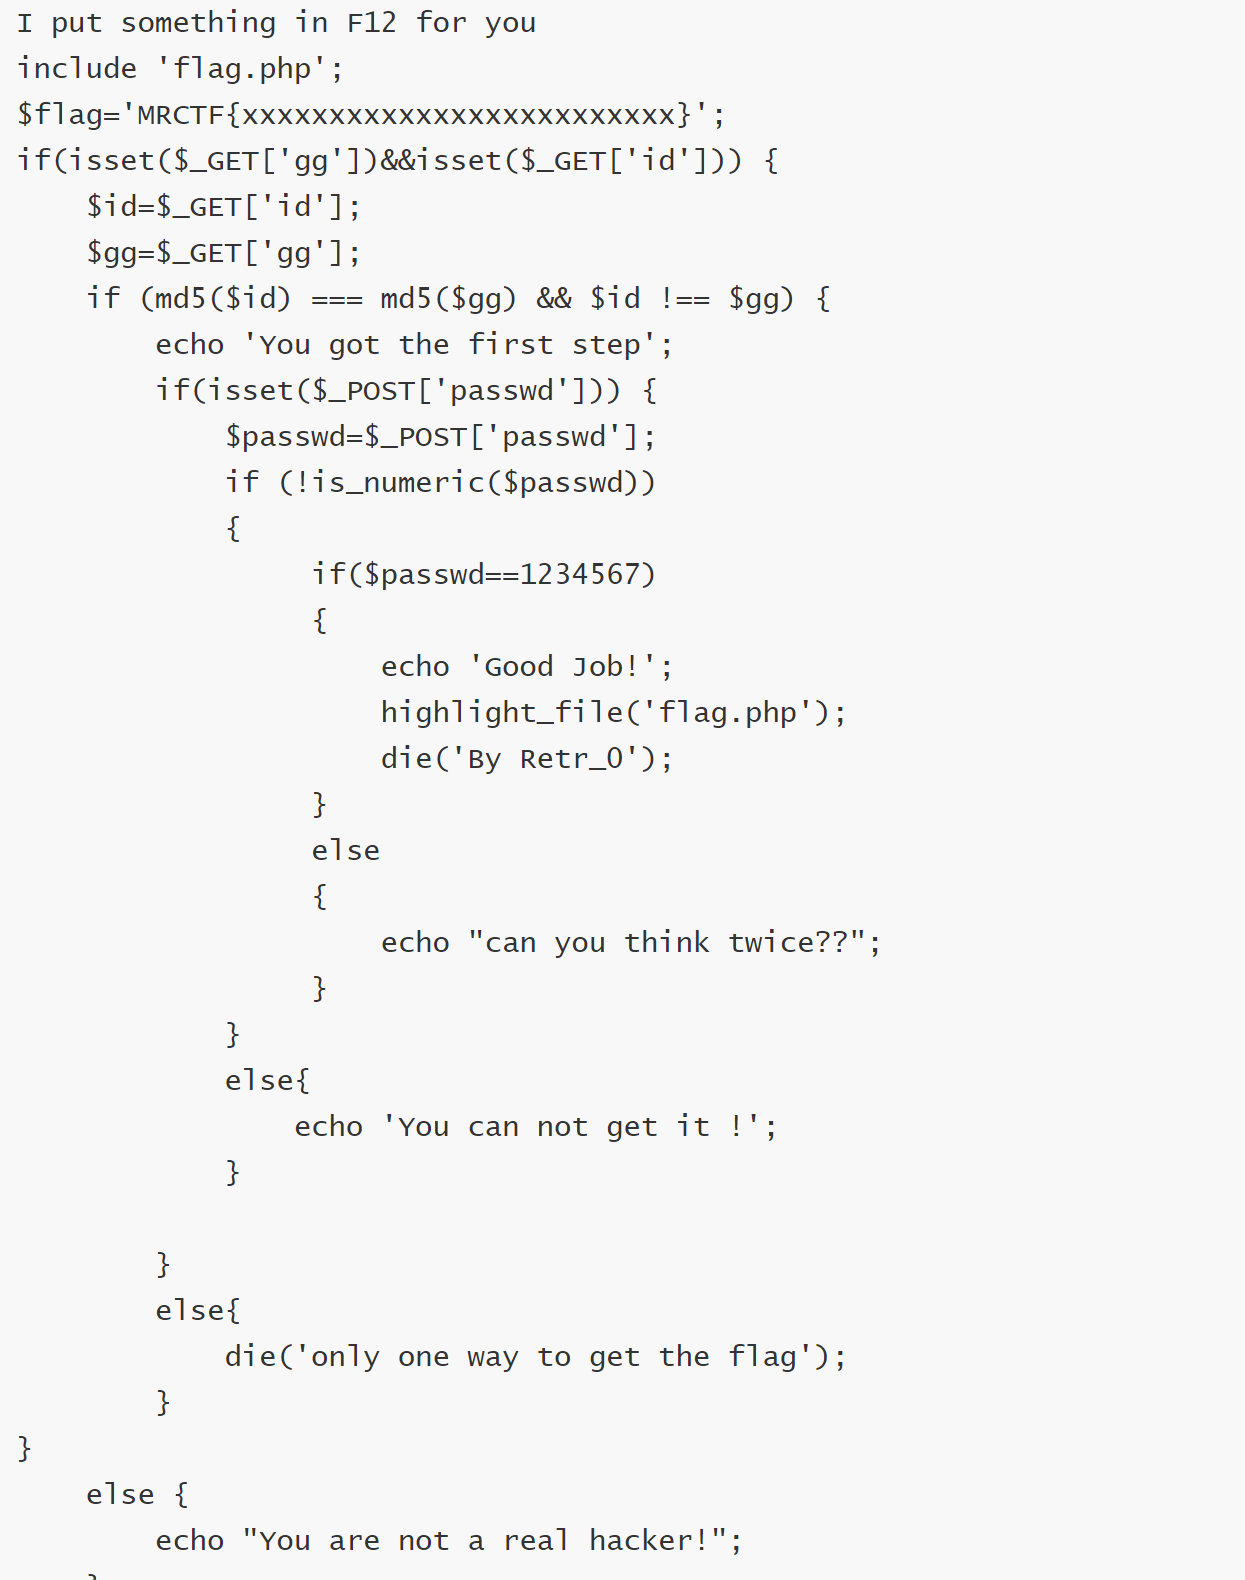 I put something in F12 for you
include 'flag.php';
$flag='MRCTF{xxxxxxxxxxxxxxxxxxxxxxxxx}';
if(isset($_GET['gg'])&&isset($_GET['id'])) {
    $id=$_GET['id'];
    $gg=$_GET['gg'];
    if (md5($id) === md5($gg) && $id !== $gg) {
        echo 'You got the first step';
        if(isset($_POST['passwd'])) {
            $passwd=$_POST['passwd'];
            if (!is_numeric($passwd))
            {
                 if($passwd==1234567)
                 {
                     echo 'Good Job!';
                     highlight_file('flag.php');
                     die('By Retr_0');
                 }
                 else
                 {
                     echo "can you think twice??";
                 }
            }
            else{
                echo 'You can not get it !';
            }

        }
        else{
            die('only one way to get the flag');
        }
}
    else {
        echo "You are not a real hacker!";
    }